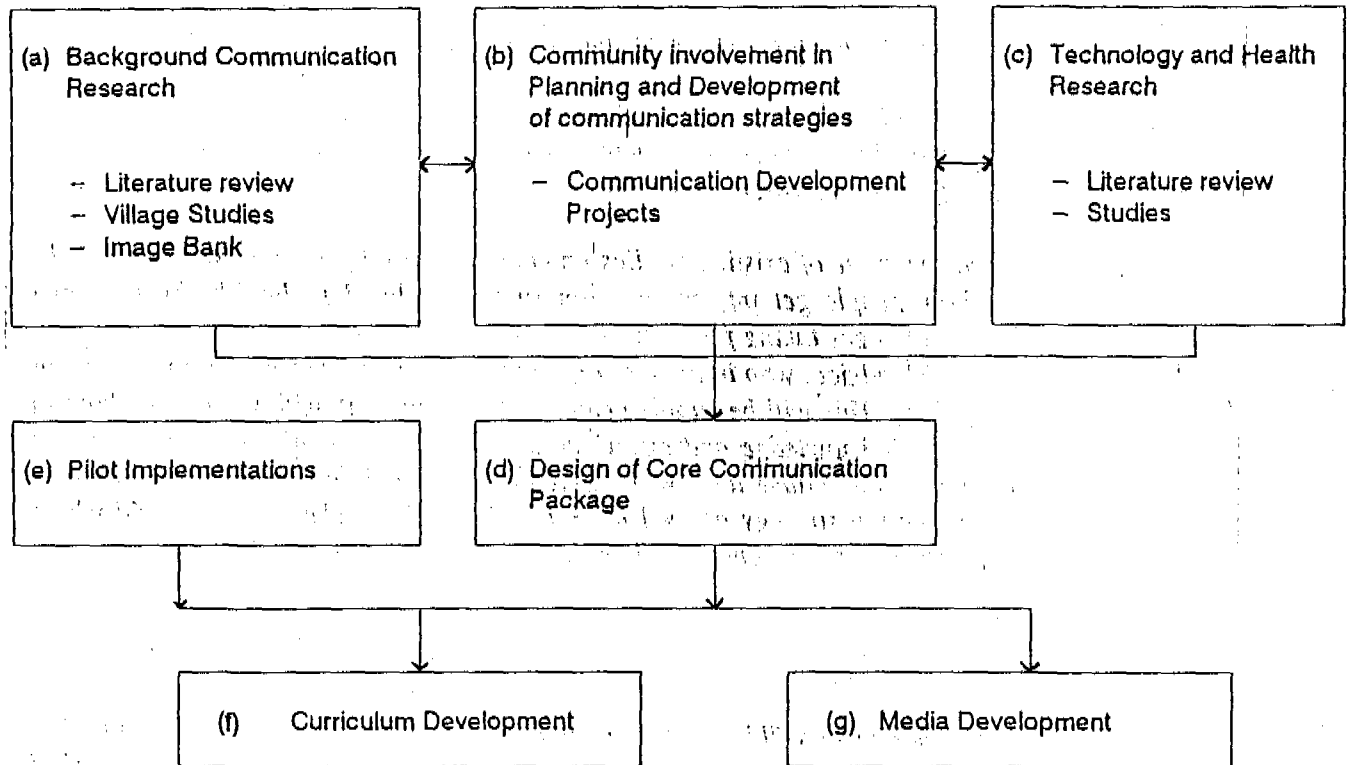 (a) Background Communication
Research
– Literature review
– Village Studies
– Image Bank
(b) Community Involvement In
Planning and Development
of communication strategies
– Communication Development
Projects
(c) Technology and Health
Research
– Literature review
– Studies
(e) Pilot Implementations
(d) Design of Core Communication
Package
(f) Curriculum Development
(g) Media Development